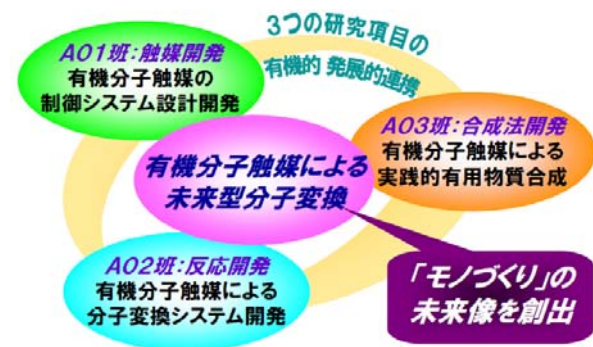 3つの研究項目の
有機的 発展的連携
A01班:触媒開発
有機分子触媒の
制御システム設計開発
A03班:合成法開発
有機分子触媒による
実践的有用物質合成
有機分子触媒による
未来型分子変換
A02班:反応開発
有機分子触媒による
分子変換システム開発
「モノづくり」の
未来像を創出